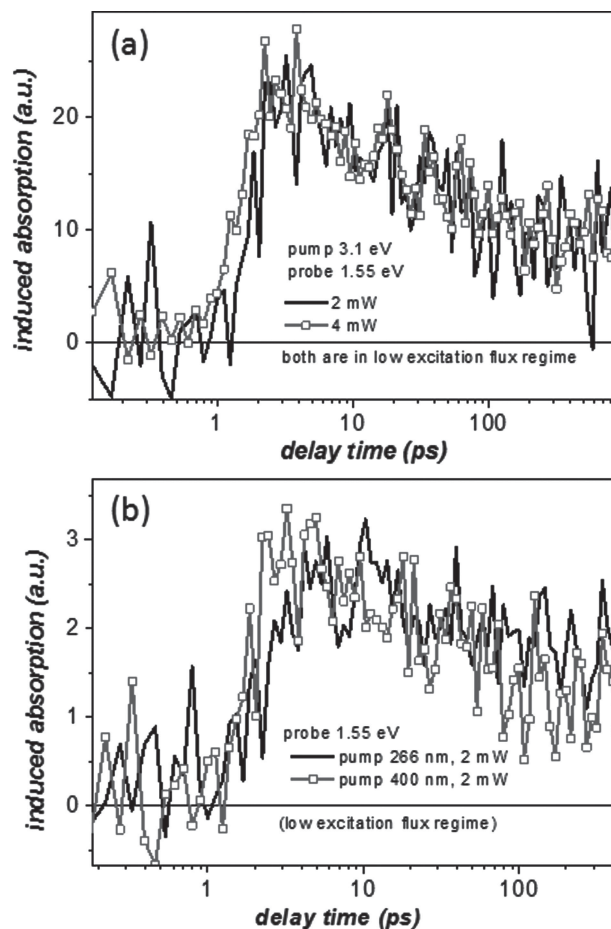 (a)
induced absorption (a.u.)
20
10
0
pump 3.1 eV
probe 1.55 eV
2 mW
4 mW
both are in low excitation flux regime
1
10
100
delay time (ps)
(b)
induced absorption (a.u.)
3
2
1
0
probe 1.55 eV
pump 266 nm, 2 mW
pump 400 nm, 2 mW
(low excitation flux regime)
1
10
100
delay time (ps)